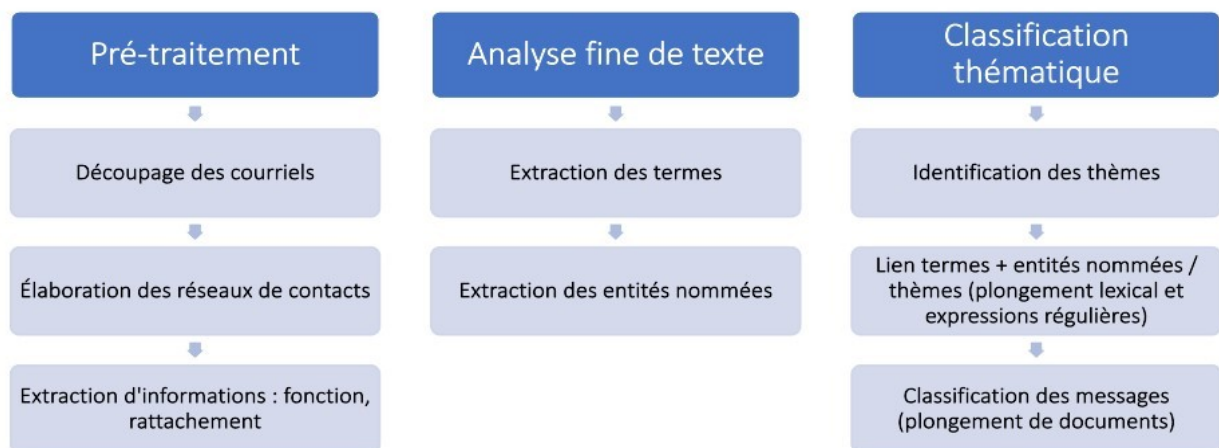 Pré-traitement
Découpage des courriels
Élaboration des réseaux de contacts
Extraction d'informations : fonction,
rattachement
Analyse fine de texte
Extraction des termes
Extraction des entités nommées
Classification
thématique
Identification des thèmes
Lien termes + entités nommées /
thèmes (plongement lexical et
expressions régulières)
Classification des messages
(plongement de documents)